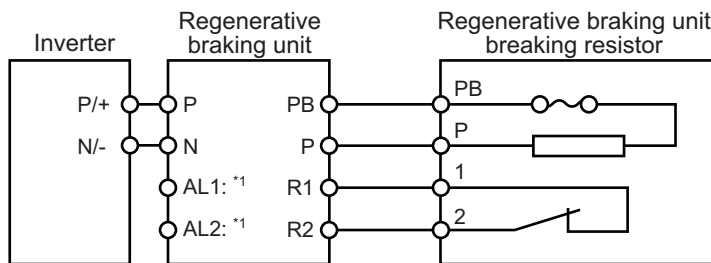 Inverter
Regenerative
braking unit
Regenerative braking unit
breaking resistor
P/+
P
PB
PB
N/-
N
P
P
AL1: *1
R1
1
AL2: *1
R2
2